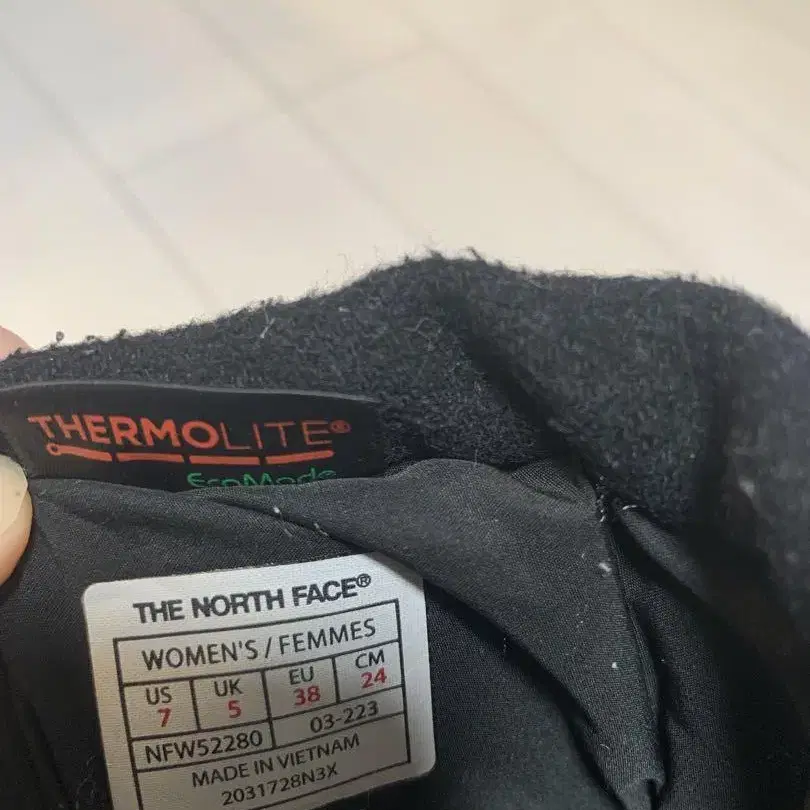 THERMOLITE®
EcoMade
THE NORTH FACE®
WOMEN'S / FEMMES
US UK EU CM
7 5 38 24
NFW52280 03-223
MADE IN VIETNAM
2031728N3X